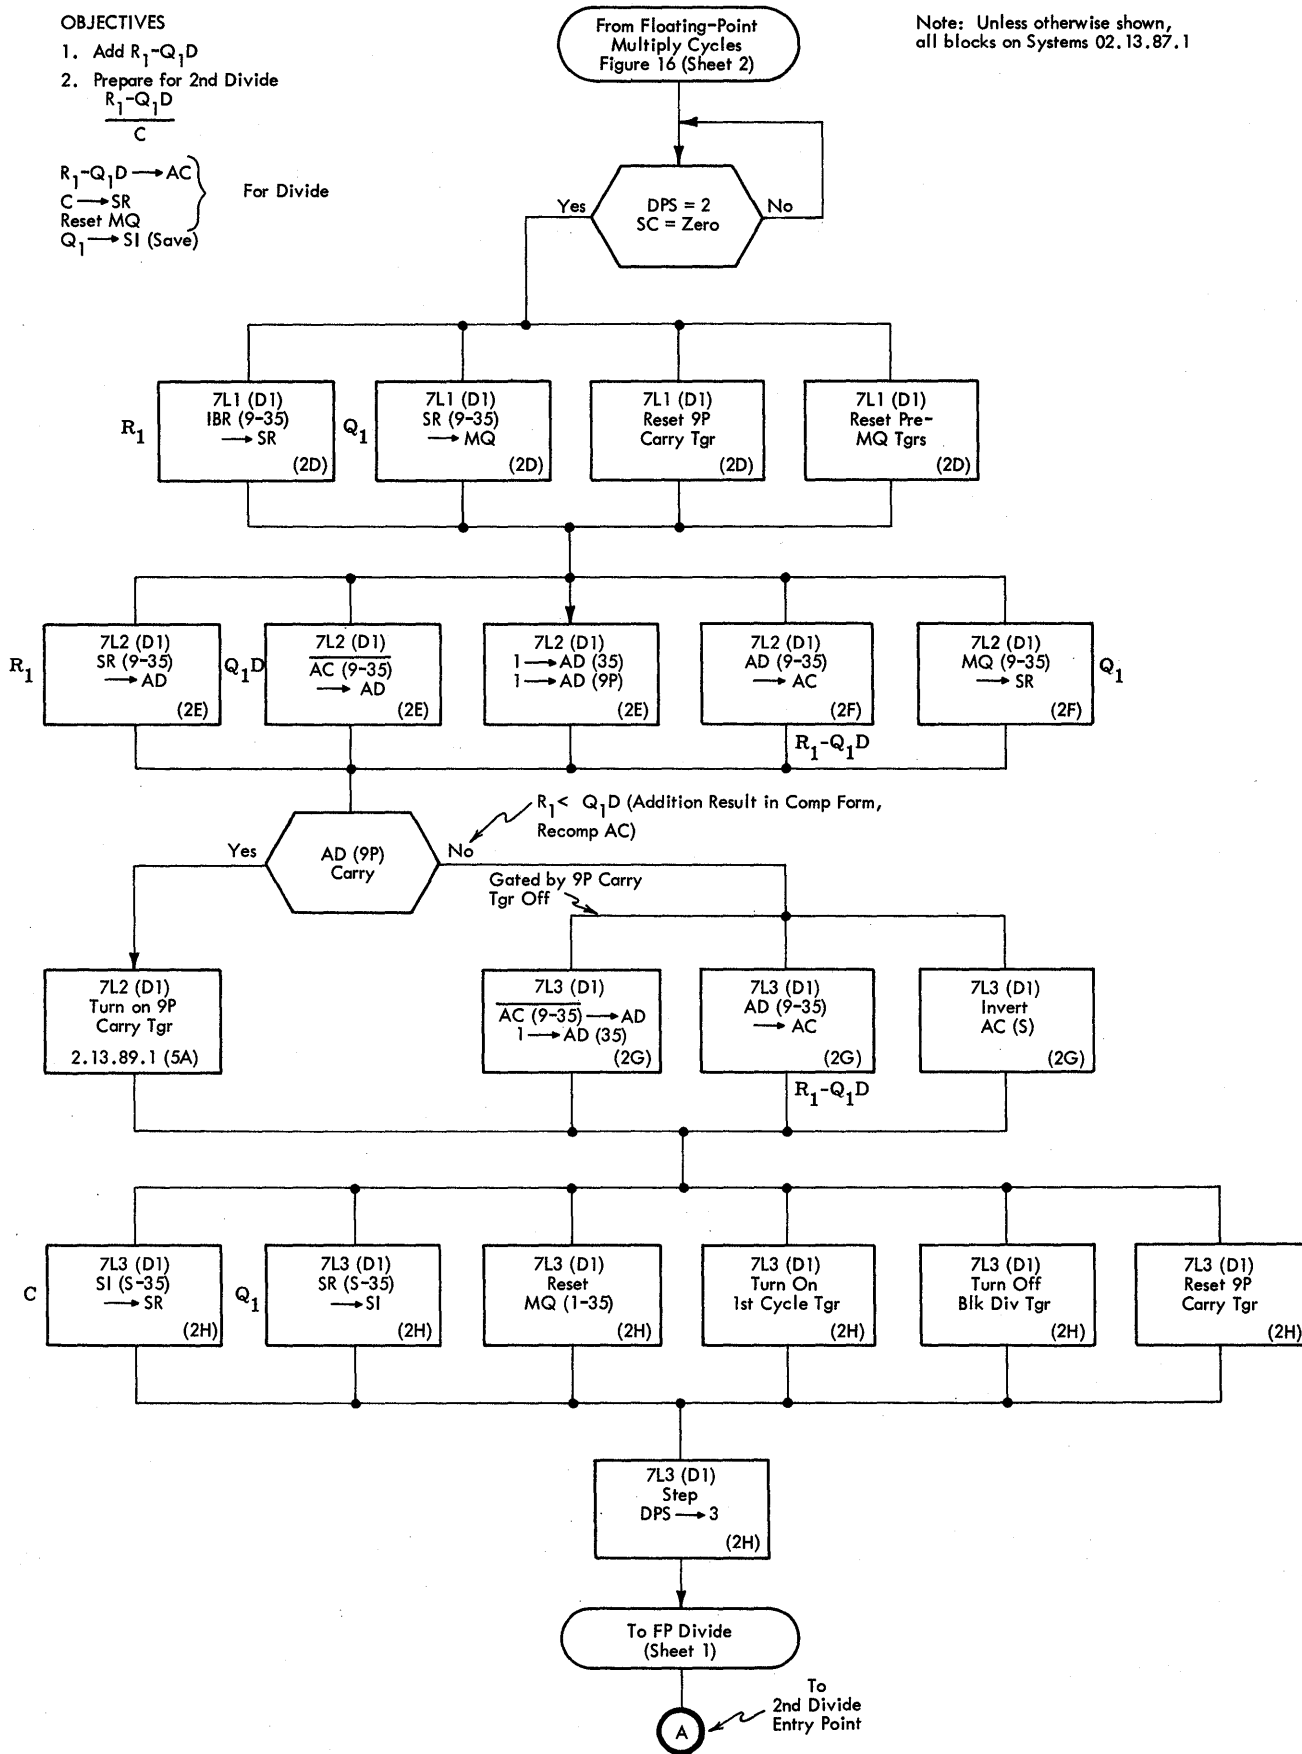 OBJECTIVES
1. Add R1-Q1D
2. Prepare for 2nd Divide
R1-Q1D
C
R1-Q1D → AC
C → SR
Reset MQ
Q1 → SI (Save)
For Divide
From Floating-Point
Multiply Cycles
Figure 16 (Sheet 2)
Note: Unless otherwise shown,
all blocks on Systems 02.13.87.1
Yes
DPS = 2
SC = Zero
No
R1
7L1 (D1)
IBR (9-35)
→ SR
(2D)
Q1
7L1 (D1)
SR (9-35)
→ MQ
(2D)
7L1 (D1)
Reset 9P
Carry Tgr
(2D)
7L1 (D1)
Reset Pre-
MQ Tgrs
(2D)
R1
7L2 (D1)
SR (9-35)
→ AD
(2E)
Q1D
7L2 (D1)
AC (9-35)
→ AD
(2E)
7L2 (D1)
1 → AD (35)
1 → AD (9P)
(2E)
7L2 (D1)
AD (9-35)
→ AC
(2F)
R1-Q1D
7L2 (D1)
MQ (9-35)
→ SR
(2F)
Q1
R1 < Q1D (Addition Result in Comp Form,
Recomp AC)
Yes
AD (9P)
Carry
No
Gated by 9P Carry
Tgr Off
7L2 (D1)
Turn on 9P
Carry Tgr
2.13.89.1 (5A)
7L3 (D1)
AC (9-35) → AD
1 → AD (35)
(2G)
7L3 (D1)
AD (9-35)
→ AC
(2G)
R1-Q1D
7L3 (D1)
Invert
AC (S)
(2G)
C
7L3 (D1)
SI (S-35)
→ SR
(2H)
Q1
7L3 (D1)
SR (S-35)
→ SI
(2H)
7L3 (D1)
Reset
MQ (1-35)
(2H)
7L3 (D1)
Turn On
1st Cycle Tgr
(2H)
7L3 (D1)
Turn Off
Blk Div Tgr
(2H)
7L3 (D1)
Reset 9P
Carry Tgr
(2H)
7L3 (D1)
Step
DPS → 3
(2H)
To FP Divide
(Sheet 1)
A
To
2nd Divide
Entry Point